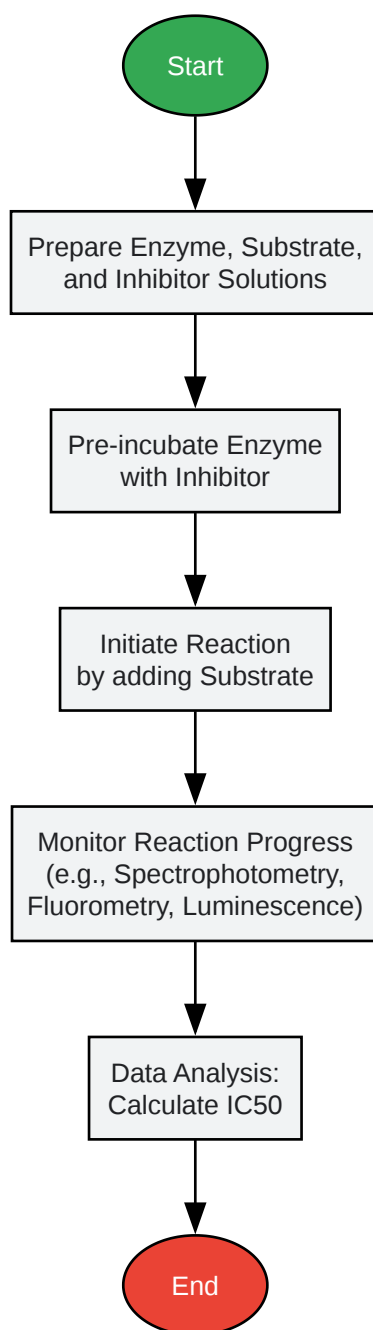 Start
Prepare Enzyme, Substrate,
and Inhibitor Solutions
Pre-incubate Enzyme
with Inhibitor
Initiate Reaction
by adding Substrate
Monitor Reaction Progress
(e.g., Spectrophotometry,
Fluorometry, Luminescence)
Data Analysis:
Calculate IC50
End